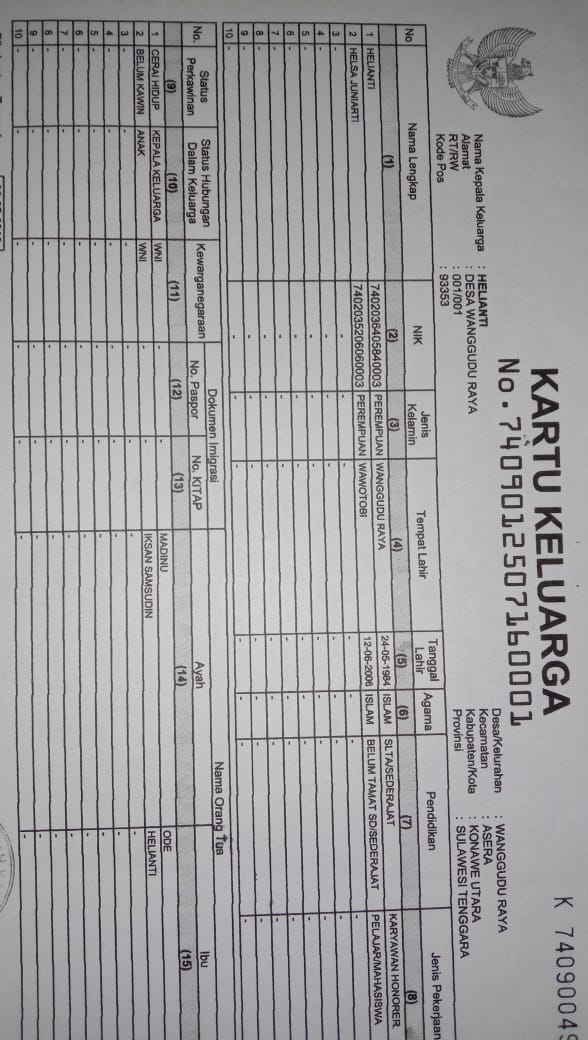 K 7409004
KARTU KELUARGA
No. 7409012507160001
Nama Kepala Keluarga : HELIANTI
Alamat : DESA WANGGUDU RAYA
RT/RW : 001/001
Kode Pos : 93353
Desa/Kelurahan : WANGGUDU RAYA
Kecamatan : ASERA
Kabupaten/Kota : KONAWE UTARA
Provinsi : SULAWESI TENGGARA
No Nama Lengkap NIK Jenis Kelamin Tempat Lahir Tanggal Lahir Agama Pendidikan Jenis Pekerjaan
(1) (2) (3) (4) (5) (6) (7) (8)
1 HELIANTI 7402036405840003 PEREMPUAN WANGGUDU RAYA 24-05-1984 ISLAM SLTA/SEDERAJAT KARYAWAN HONORER
2 HELSA JUNIARTI 7402035206060003 PEREMPUAN WAWOTOBI 12-06-2006 ISLAM BELUM TAMAT SD/SEDERAJAT PELAJAR/MAHASISWA
3 - - - - - - - -
4 - - - - - - - -
5 - - - - - - - -
6 - - - - - - - -
7 - - - - - - - -
8 - - - - - - - -
9 - - - - - - - -
10 - - - - - - - -
No. Status Perkawinan Status Hubungan Dalam Keluarga Kewarganegaraan Dokumen Imigrasi Nama Orang Tua
No. Paspor No. KITAP Ayah Ibu
(9) (10) (11) (12) (13) (14) (15)
1 CERAI HIDUP KEPALA KELUARGA WNI - - MADINU ODE
2 BELUM KAWIN ANAK WNI - - IKSAN SAMSUDIN HELIANTI
3 - - - - - - -
4 - - - - - - -
5 - - - - - - -
6 - - - - - - -
7 - - - - - - -
8 - - - - - - -
9 - - - - - - -
10 - - - - - - -